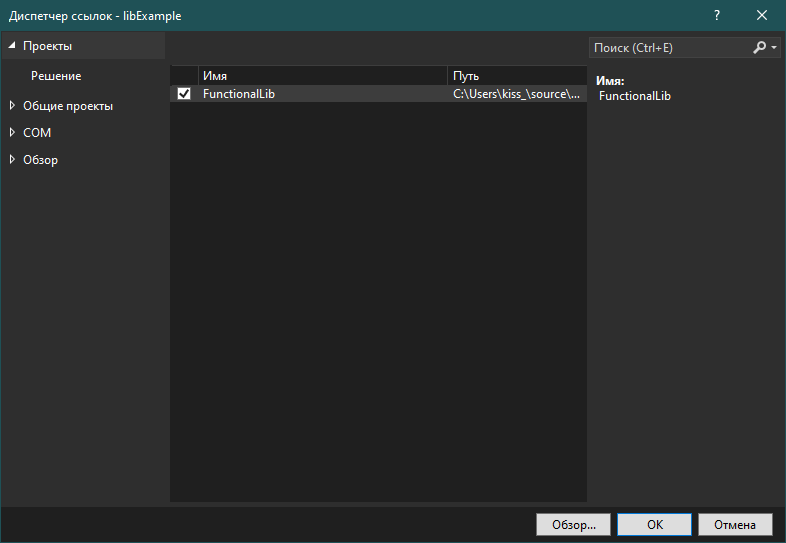 Диспетчер ссылок - libExample
?
Проекты
Решение
Общие проекты
COM
Обзор
Имя Путь
FunctionalLib C:\Users\kiss_\source\...
Поиск (Ctrl+E)
Имя:
FunctionalLib
Обзор... ОК Отмена